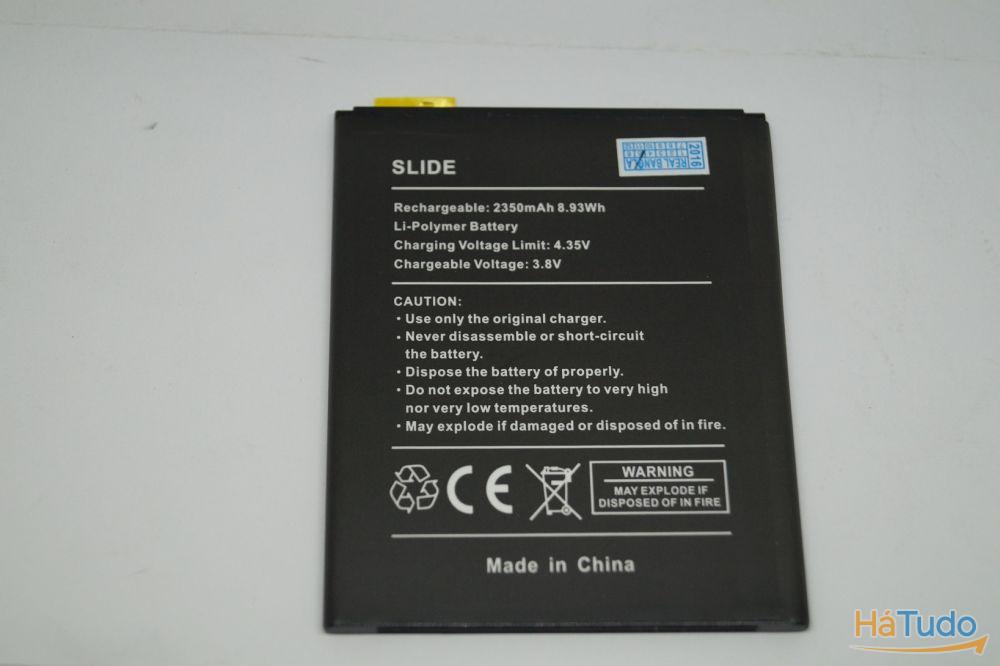 SLIDE
2016
REAL BANGLA
Rechargeable: 2350mAh 8.93Wh
Li-Polymer Battery
Charging Voltage Limit: 4.35V
Chargeable Voltage: 3.8V
CAUTION:
• Use only the original charger.
• Never disassemble or short-circuit
the battery.
• Dispose the battery of properly.
• Do not expose the battery to very high
nor very low temperatures.
• May explode if damaged or disposed of in fire.
CE
WARNING
MAY EXPLODE IF
DISPOSED OF IN FIRE
Made in China
HáTudo